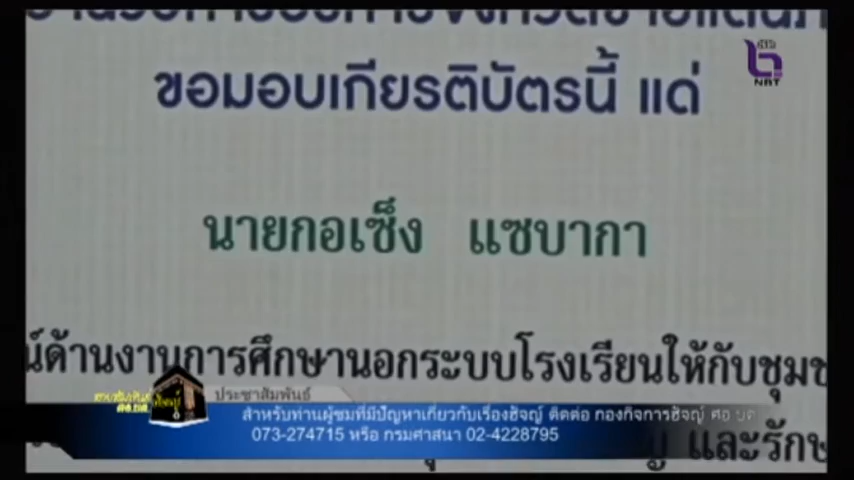 ขอมอบเกียรติบัตรนี้ แด่
NBT
นายกอเซ็ง แซบากา
ด้านงานการศึกษานอกระบบโรงเรียนให้กับชุมช
ประชาสัมพันธ์
สำหรับท่านผู้ชมที่มีปัญหาเกี่ยวกับเรื่องฮัจญ์ ติดต่อ กองกิจการฮัจญ์ ศอ.บต
073-274715 หรือ กรมศาสนา 02-4228795
และรักษ